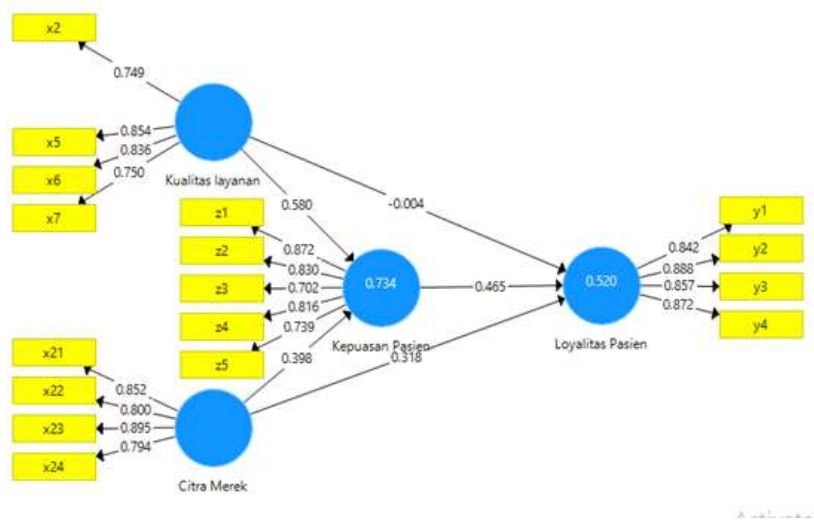 x2
0.749
x5
0.854
x6
0.836
x7
0.750
Kualitas layanan
0.580
-0.004
z1
0.872
z2
0.830
z3
0.702
z4
0.816
z5
0.739
0.734
Kepuasan Pasien
0.465
0.398
0.318
0.520
Loyalitas Pasien
y1
0.842
y2
0.888
y3
0.857
y4
0.872
x21
0.852
x22
0.800
x23
0.895
x24
0.794
Citra Merek